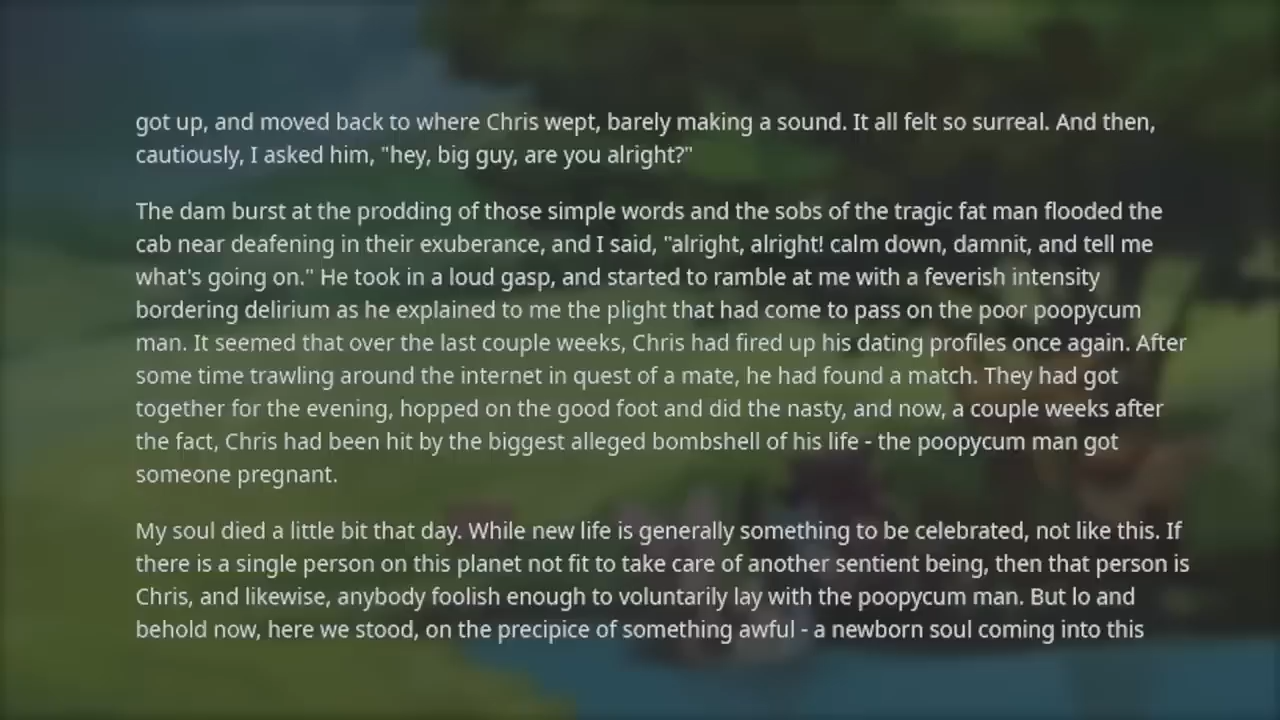 got up, and moved back to where Chris wept, barely making a sound. It all felt so surreal. And then,
cautiously, I asked him, "hey, big guy, are you alright?"
The dam burst at the prodding of those simple words and the sobs of the tragic fat man flooded the
cab near deafening in their exuberance, and I said, "alright, alright! calm down, damnit, and tell me
what's going on." He took in a loud gasp, and started to ramble at me with a feverish intensity
bordering delirium as he explained to me the plight that had come to pass on the poor poopycum
man. It seemed that over the last couple weeks, Chris had fired up his dating profiles once again. After
some time trawling around the internet in quest of a mate, he had found a match. They had got
together for the evening, hopped on the good foot and did the nasty, and now, a couple weeks after
the fact, Chris had been hit by the biggest alleged bombshell of his life - the poopycum man got
someone pregnant.
My soul died a little bit that day. While new life is generally something to be celebrated, not like this. If
there is a single person on this planet not fit to take care of another sentient being, then that person is
Chris, and likewise, anybody foolish enough to voluntarily lay with the poopycum man. But lo and
behold now, here we stood, on the precipice of something awful - a newborn soul coming into this